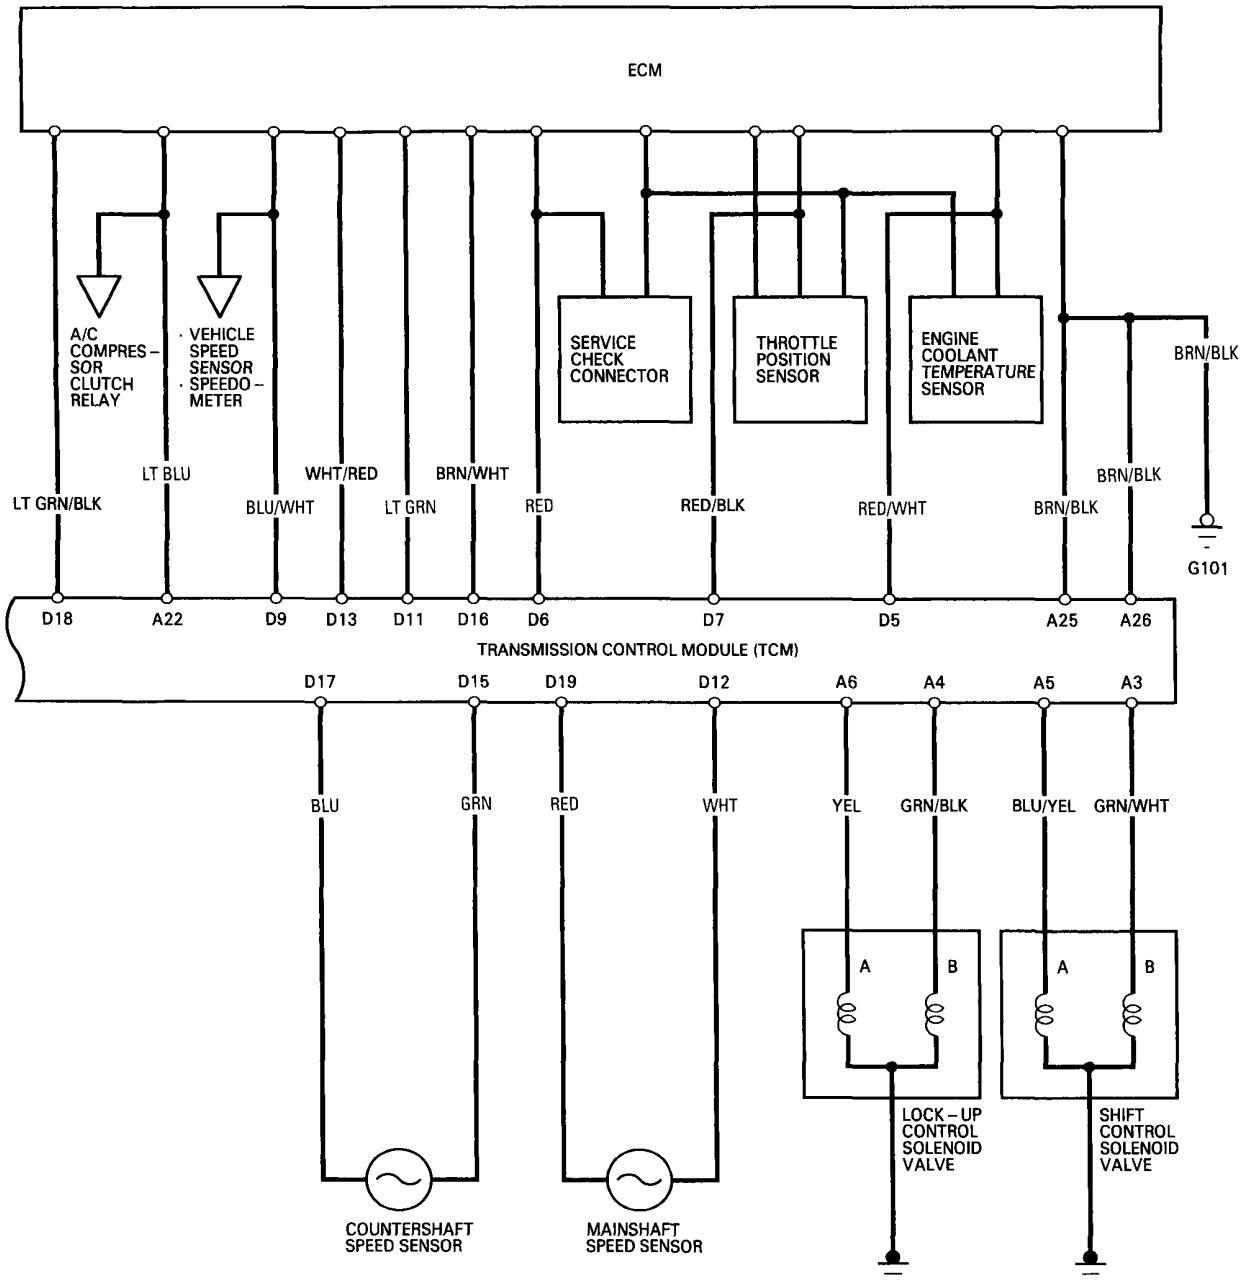 ECM
A/C
COMPRES–
SOR
CLUTCH
RELAY
· VEHICLE
SPEED
SENSOR
· SPEEDO–
METER
SERVICE
CHECK
CONNECTOR
THROTTLE
POSITION
SENSOR
ENGINE
COOLANT
TEMPERATURE
SENSOR
BRN/BLK
LT GRN/BLK
LT BLU
BLU/WHT
WHT/RED
LT GRN
BRN/WHT
RED
RED/BLK
RED/WHT
BRN/BLK
BRN/BLK
G101
D18 A22 D9 D13 D11 D16 D6 D7 D5 A25 A26
TRANSMISSION CONTROL MODULE (TCM)
D17 D15 D19 D12 A6 A4 A5 A3
BLU GRN RED WHT YEL GRN/BLK BLU/YEL GRN/WHT
A B A B
LOCK–UP
CONTROL
SOLENOID
VALVE
SHIFT
CONTROL
SOLENOID
VALVE
COUNTERSHAFT
SPEED SENSOR
MAINSHAFT
SPEED SENSOR